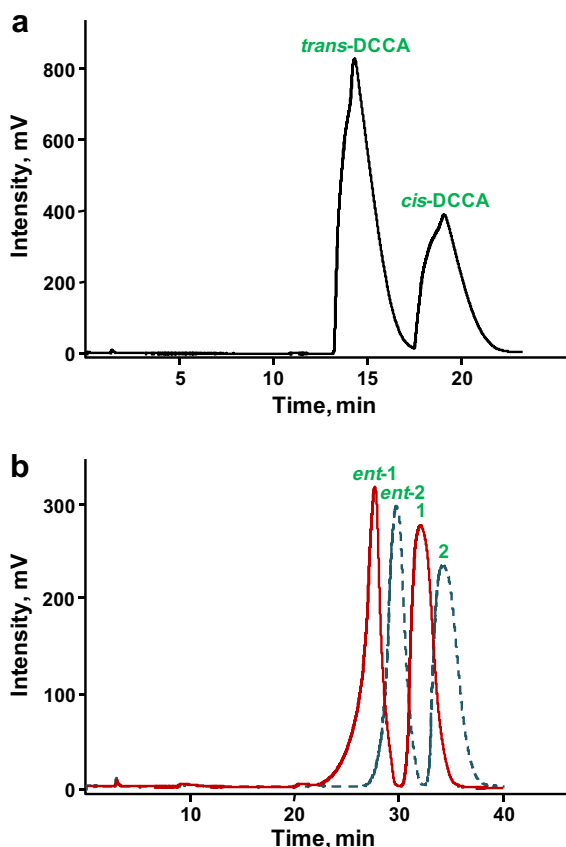 a
trans-DCCA
cis-DCCA
Intensity, mV
800
600
400
200
0
5 10 15 20
Time, min
b
ent-1
ent-2
1
2
Intensity, mV
300
200
100
0
10 20 30 40
Time, min